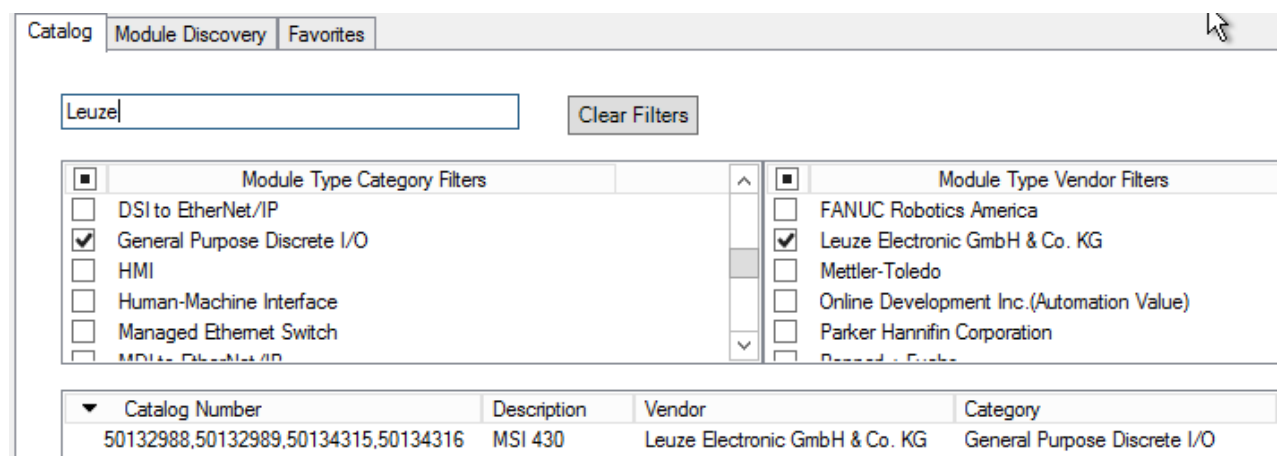 Catalog Module Discovery Favorites
Leuze Clear Filters
Module Type Category Filters Module Type Vendor Filters
DSI to EtherNet/IP FANUC Robotics America
General Purpose Discrete I/O Leuze Electronic GmbH & Co. KG
HMI Mettler-Toledo
Human-Machine Interface Online Development Inc.(Automation Value)
Managed Ethernet Switch Parker Hannifin Corporation
Catalog Number Description Vendor Category
50132988,50132989,50134315,50134316 MSI 430 Leuze Electronic GmbH & Co. KG General Purpose Discrete I/O